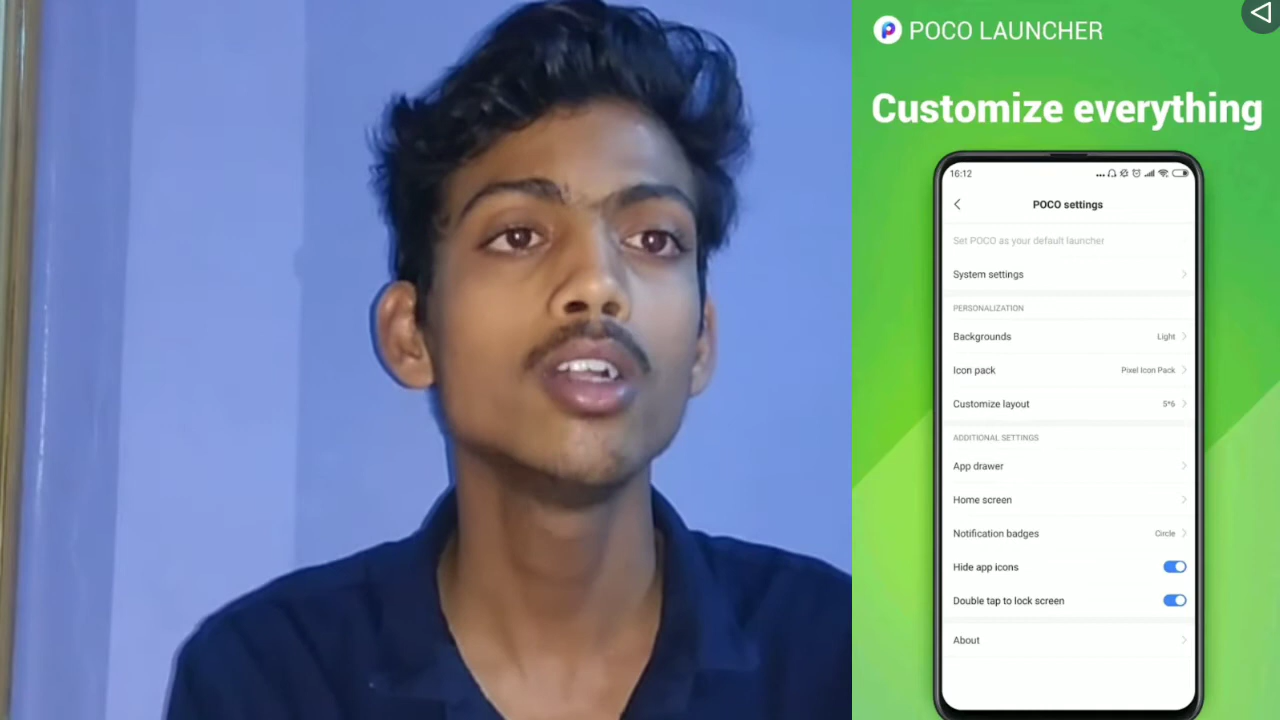 POCO LAUNCHER
Customize everything
16:12
POCO settings
Set POCO as your default launcher
System settings
PERSONALIZATION
Backgrounds Light
Icon pack Pixel Icon Pack
Customize layout 5*6
ADDITIONAL SETTINGS
App drawer
Home screen
Notification badges Circle
Hide app icons
Double tap to lock screen
About